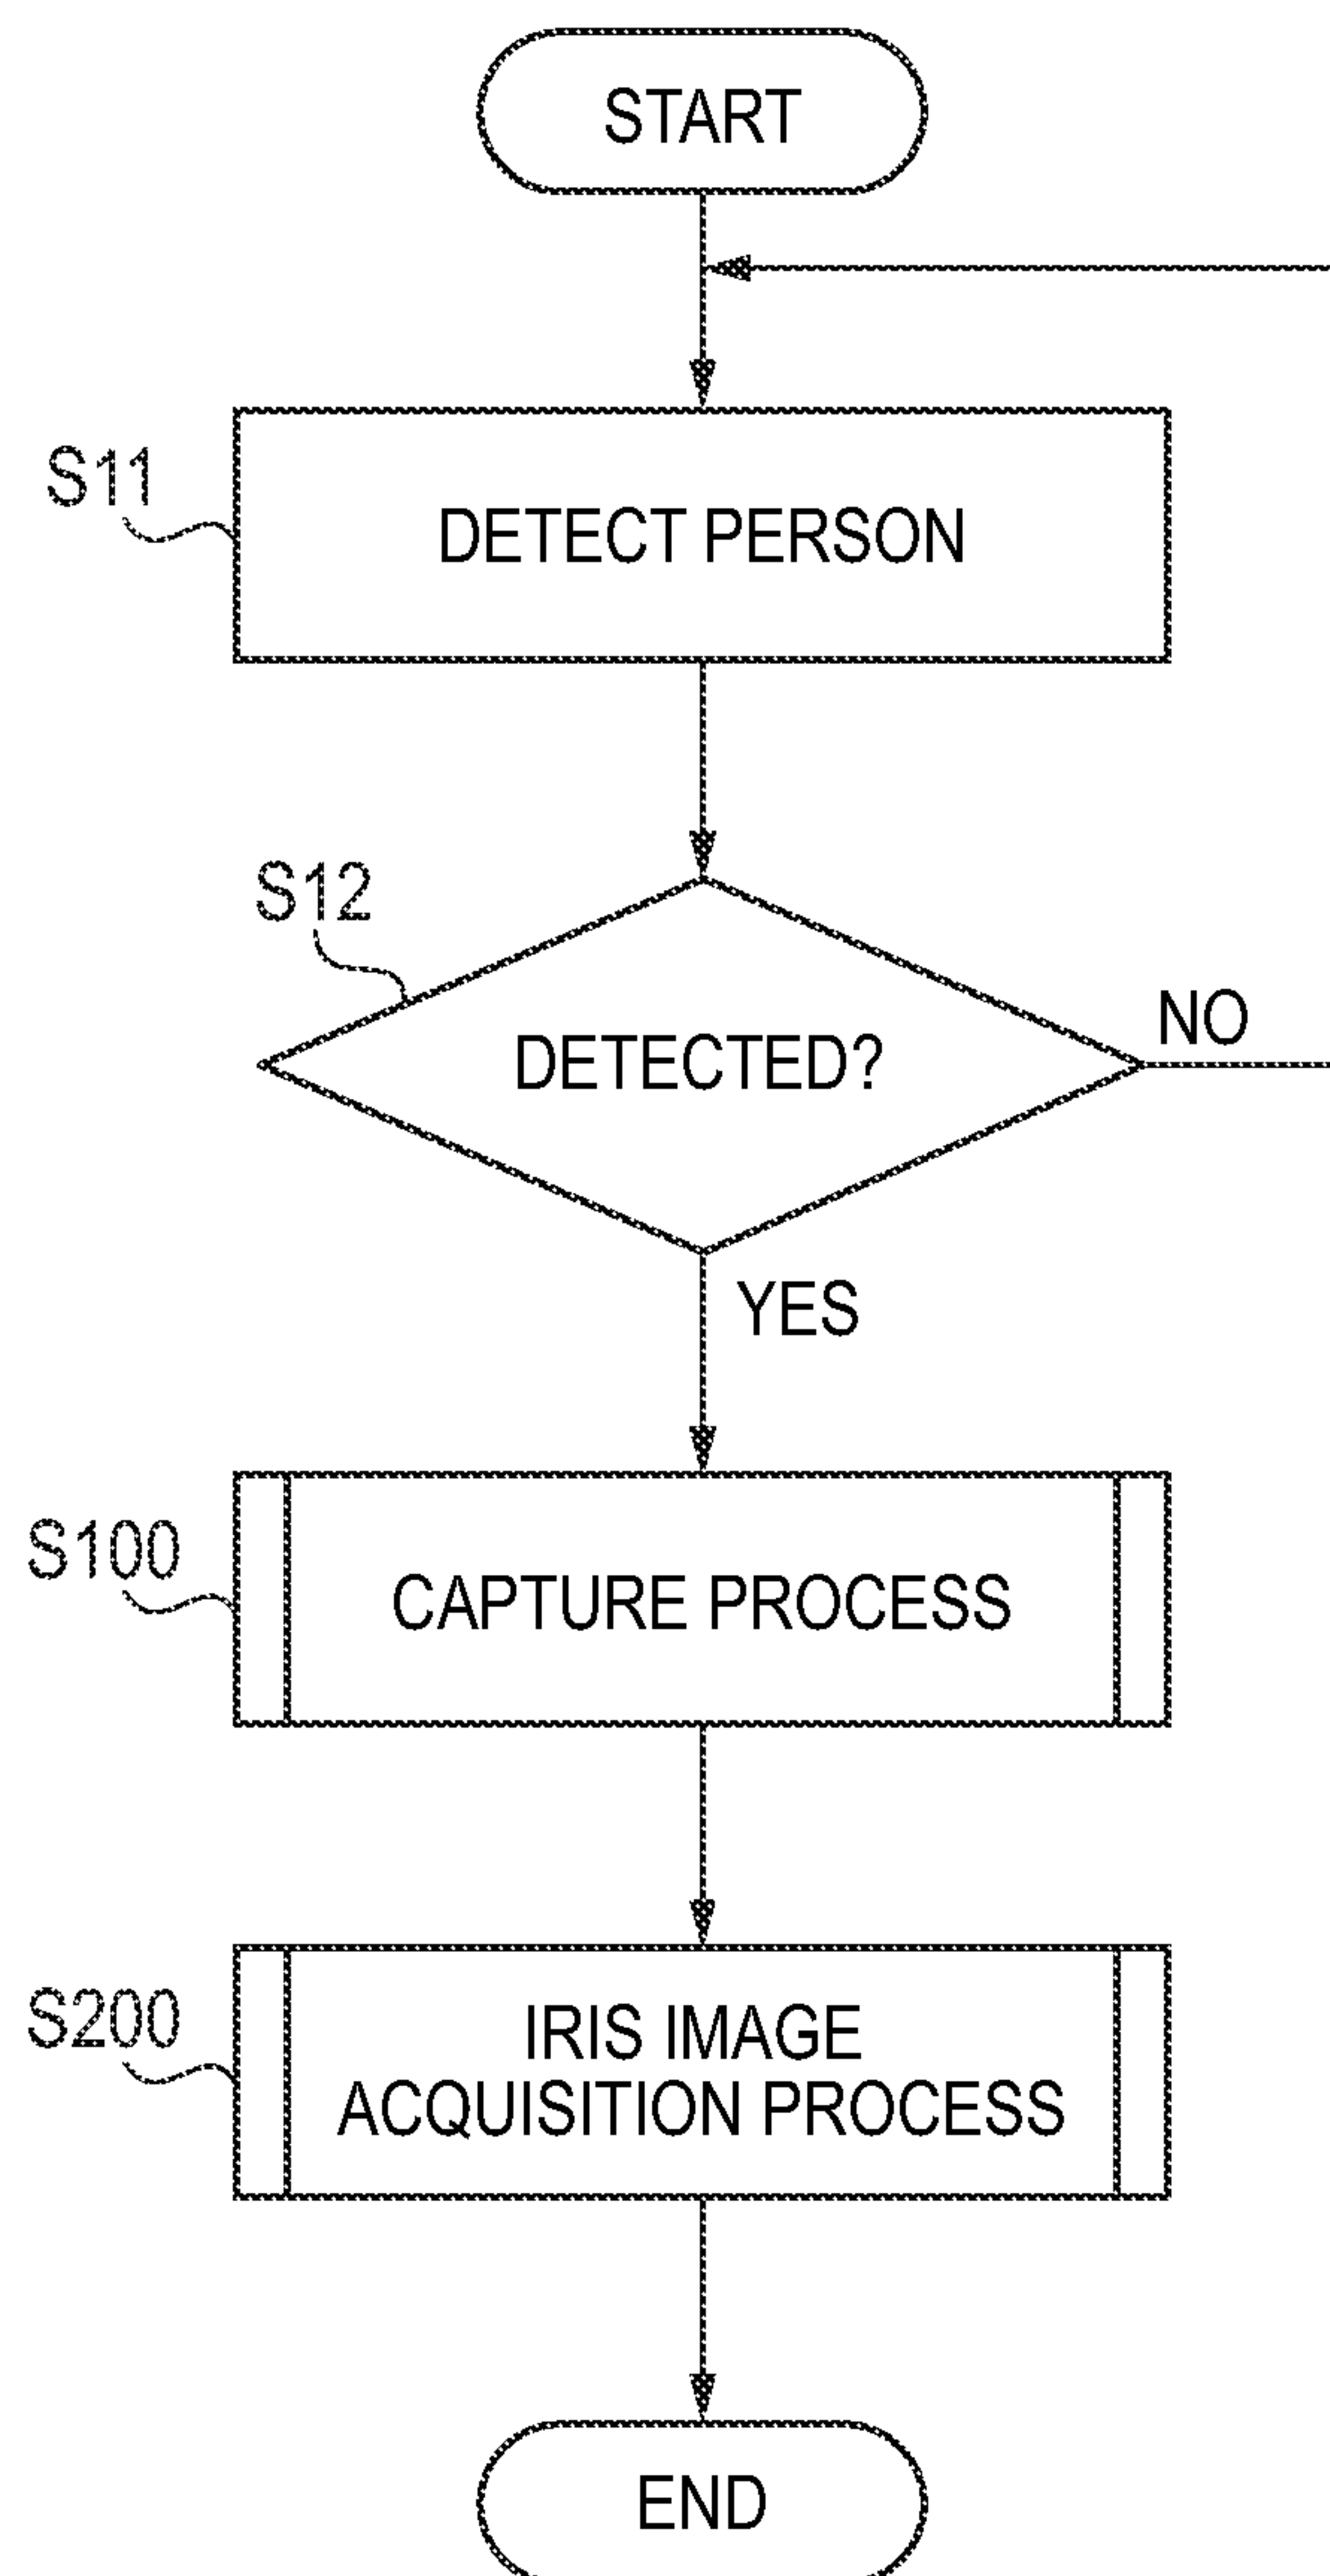 START
S11
DETECT PERSON
S12
DETECTED?
NO
YES
S100
CAPTURE PROCESS
S200
IRIS IMAGE
ACQUISITION PROCESS
END